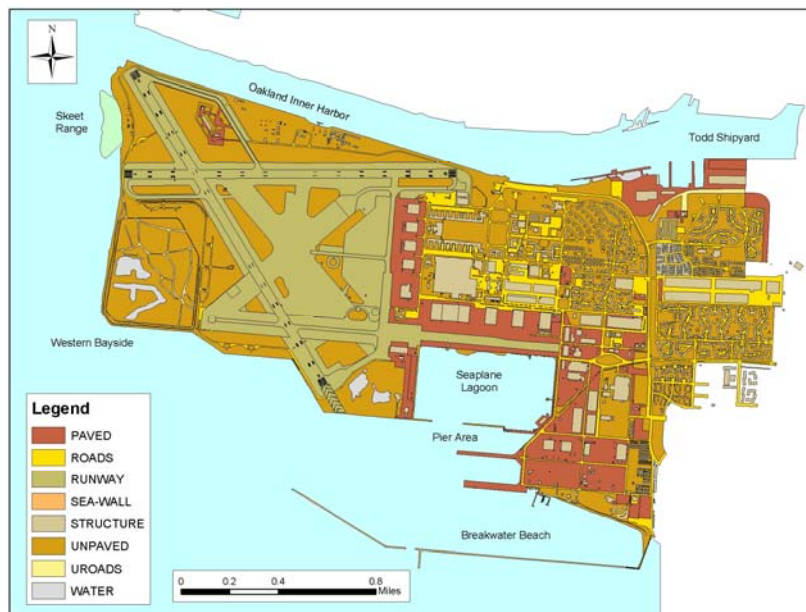 N
Skeet
Range
Oakland Inner Harbor
Todd Shipyard
Western Bayside
Seaplane
Lagoon
Pier Area
Breakwater Beach
Legend
PAVED
ROADS
RUNWAY
SEA-WALL
STRUCTURE
UNPAVED
UROADS
WATER
0 0.2 0.4 0.8
Miles